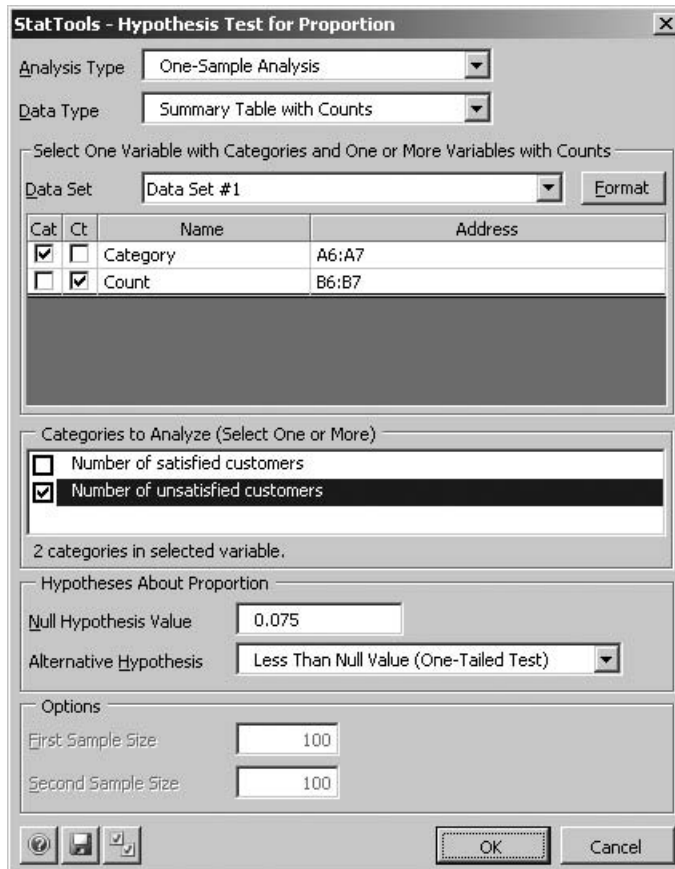 StatTools - Hypothesis Test for Proportion
Analysis Type One-Sample Analysis
Data Type Summary Table with Counts
Select One Variable with Categories and One or More Variables with Counts
Data Set Data Set #1 Format
Cat Ct Name Address
Category A6:A7
Count B6:B7
Categories to Analyze (Select One or More)
Number of satisfied customers
Number of unsatisfied customers
2 categories in selected variable.
Hypotheses About Proportion
Null Hypothesis Value 0.075
Alternative Hypothesis Less Than Null Value (One-Tailed Test)
Options
First Sample Size 100
Second Sample Size 100
OK Cancel